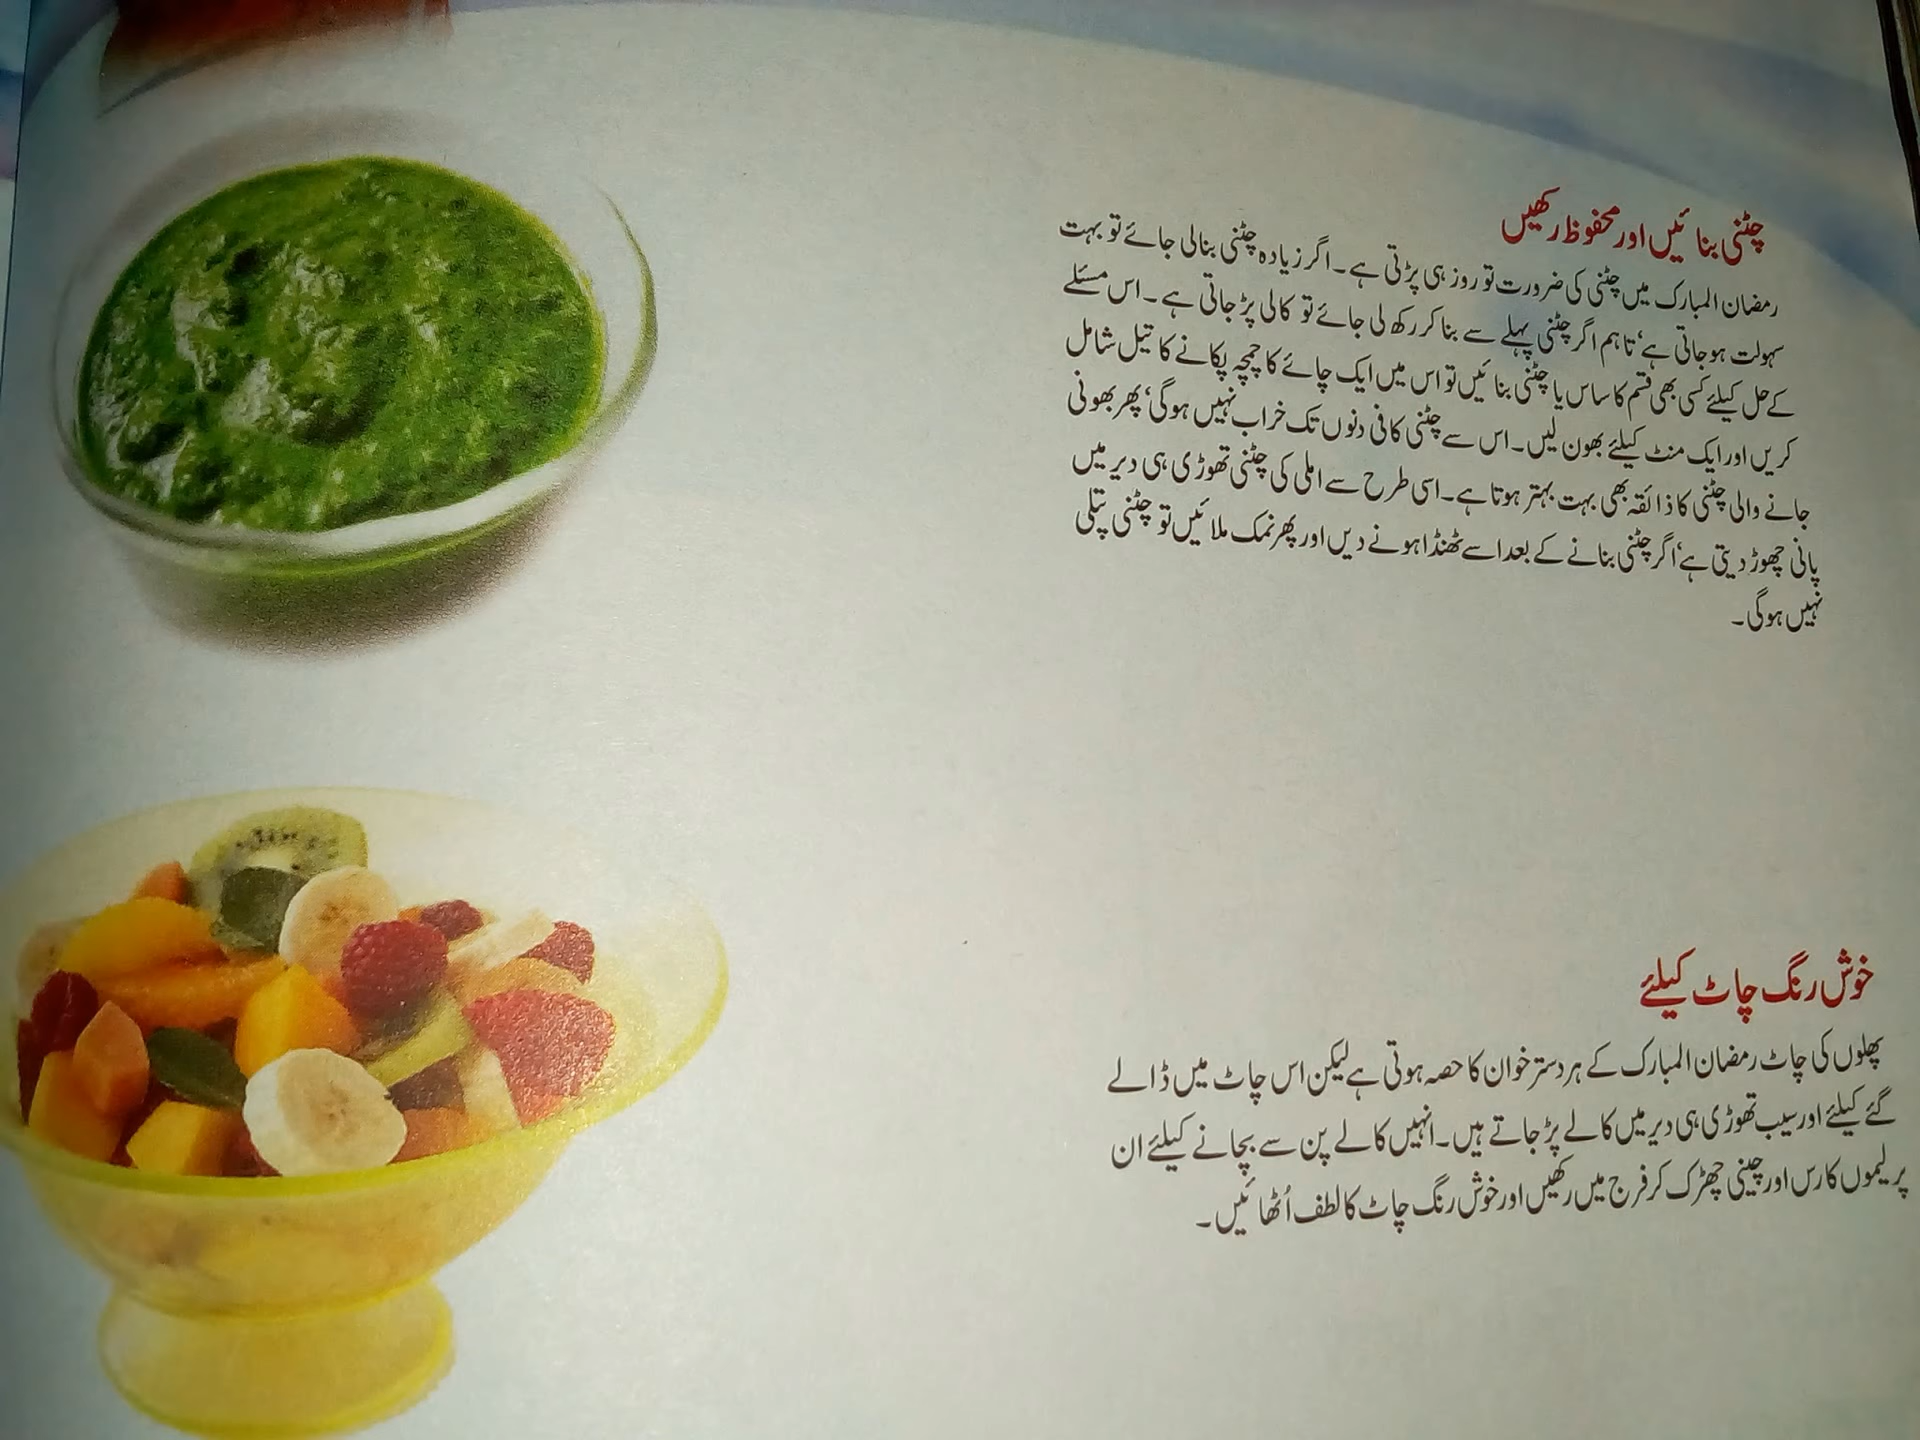 چٹنی بنائیں اور محفوظ رکھیں
رمضان المبارک میں چٹنی کی ضرورت تو روز ہی پڑتی ہے۔ اگر زیادہ چٹنی بنالی جائے تو بہت
سہولت ہوجاتی ہے‘ تاہم اگر چٹنی پہلے سے بنا کر رکھ لی جائے تو کالی پڑ جاتی ہے۔ اس مسئلے
کے حل کیلئے کسی بھی قسم کا ساس یا چٹنی بنائیں تو اس میں ایک چائے کا چمچہ پکانے کا تیل شامل
کریں اور ایک منٹ کیلئے بھون لیں۔ اس سے چٹنی کافی دنوں تک خراب نہیں ہوگی‘ پھر بھونی
جانے والی چٹنی کا ذائقہ بھی بہت بہتر ہوتا ہے۔ اسی طرح سے املی کی چٹنی تھوڑی ہی دیر میں
پانی چھوڑ دیتی ہے‘ اگر چٹنی بنانے کے بعد اسے ٹھنڈا ہونے دیں اور پھر نمک ملائیں تو چٹنی پتلی
نہیں ہوگی۔
خوش رنگ چاٹ کیلئے
پھلوں کی چاٹ رمضان المبارک کے ہر دستر خوان کا حصہ ہوتی ہے لیکن اس چاٹ میں ڈالے
گئے کیلئے اور سیب تھوڑی ہی دیر میں کالے پڑ جاتے ہیں۔ انہیں کالے پن سے بچانے کیلئے ان
پر لیموں کا رس اور چینی چھڑک کر فرج میں رکھیں اور خوش رنگ چاٹ کا لطف اُٹھائیں۔